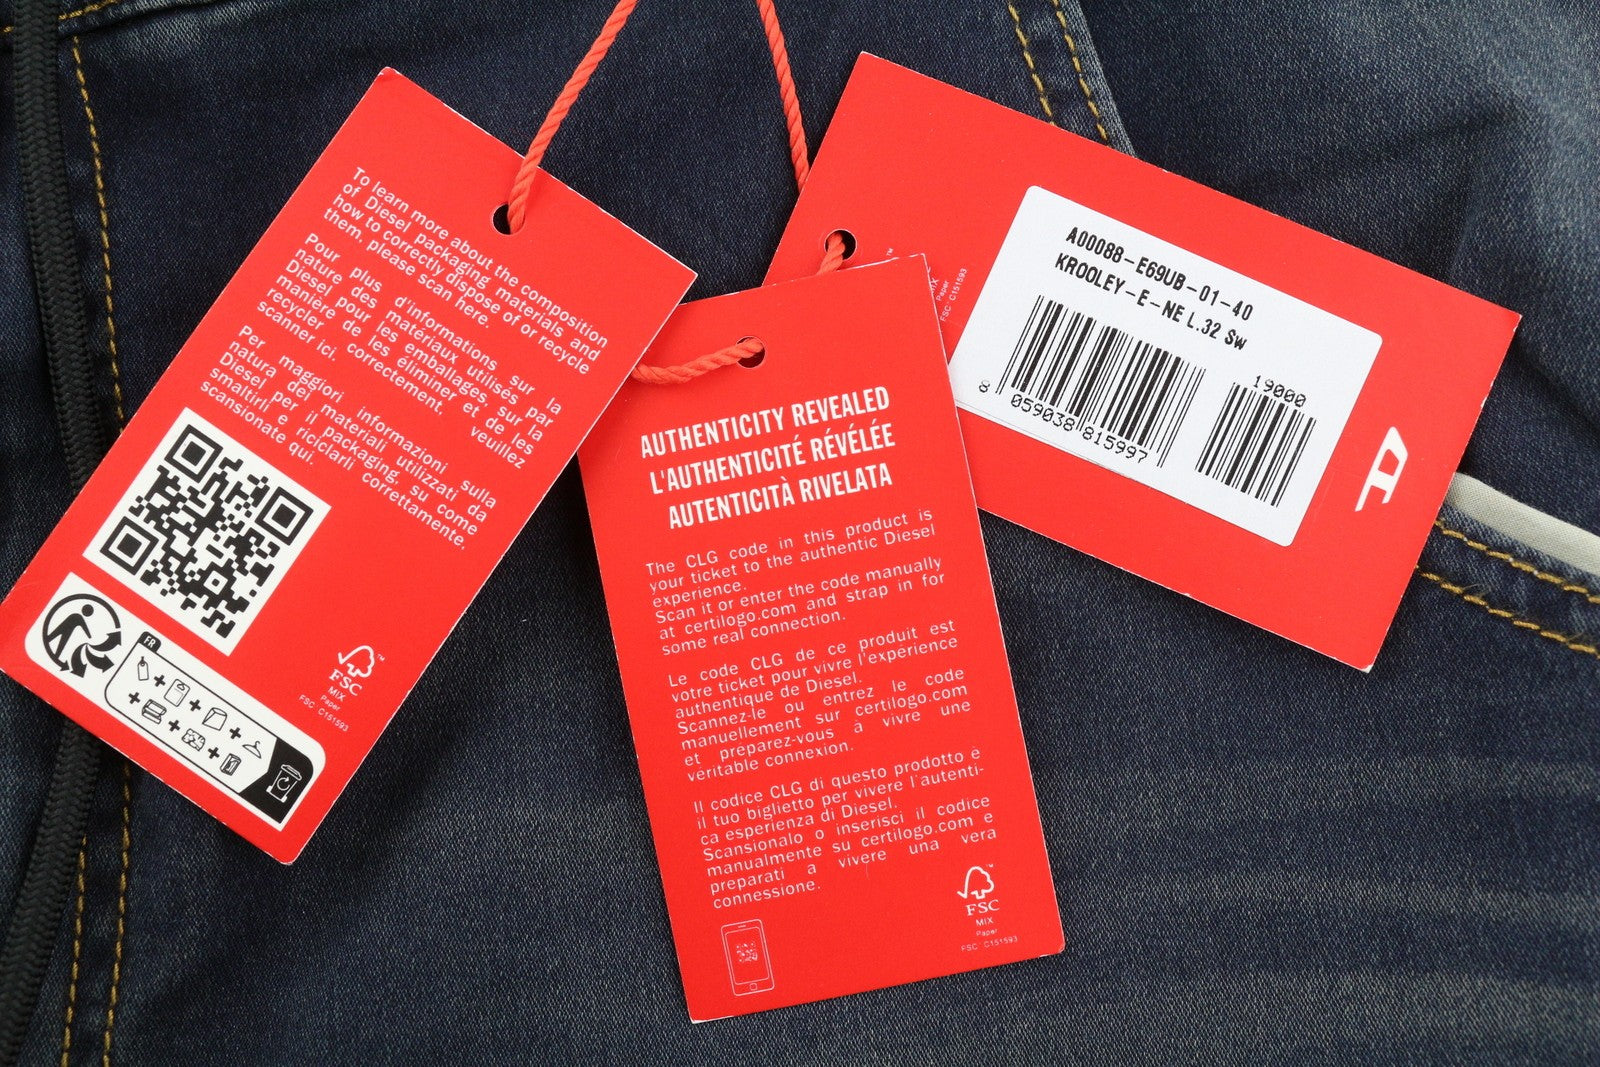 To learn more about the composition
of Diesel packaging materials and
how to correctly dispose of or recycle
them, please scan here.
Pour plus d'informations sur la
nature des matériaux utilisés par
Diesel pour les emballages, sur la
manière de les éliminer et de les
recycler correctement, veuillez
scanner ici.
Per maggiori informazioni sulla
natura dei materiali utilizzati da
Diesel per il packaging, su come
smaltirli e riciclarli correttamente,
scansionate qui.
FR
FSC
MIX
Paper
FSC C151593
AUTHENTICITY REVEALED
L'AUTHENTICITÉ RÉVÉLÉE
AUTENTICITÀ RIVELATA
The CLG code in this product is
your ticket to the authentic Diesel
experience.
Scan it or enter the code manually
at certilogo.com and strap in for
some real connection.
Le code CLG de ce produit est
votre ticket pour vivre l'expérience
authentique de Diesel.
Scannez-le ou entrez le code
manuellement sur certilogo.com
et preparez-vous à vivre une
véritable connexion.
Il codice CLG di questo prodotto è
il tuo biglietto per vivere l'autenti-
ca esperienza di Diesel.
Scansionalo o inserisci il codice
manualmente su certilogo.com e
preparati a vivere una vera
connessione.
FSC
MIX
Paper
FSC C151593
MIX
Paper
FSC C151593
A00088-E69UB-01-40
KROOLEY-E-NE L.32 Sw
19000
8 059038 815997
D